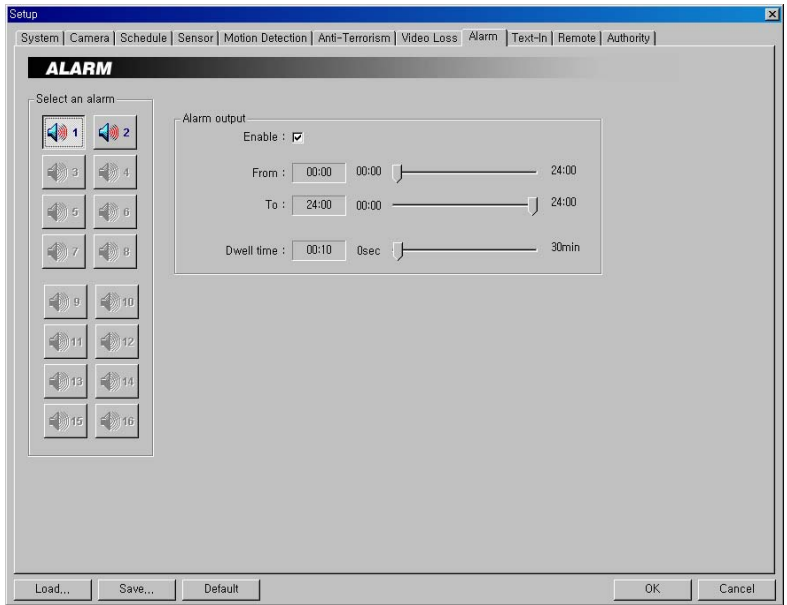 Setup
System Camera Schedule Sensor Motion Detection Anti-Terrorism Video Loss Alarm Text-In Remote Authority
ALARM
Select an alarm
1 2
3 4
5 6
7 8
9 10
11 12
13 14
15 16
Alarm output
Enable :
From : 00:00 00:00 24:00
To : 24:00 00:00 24:00
Dwell time : 00:10 0sec 30min
Load,,, Save,,, Default OK Cancel